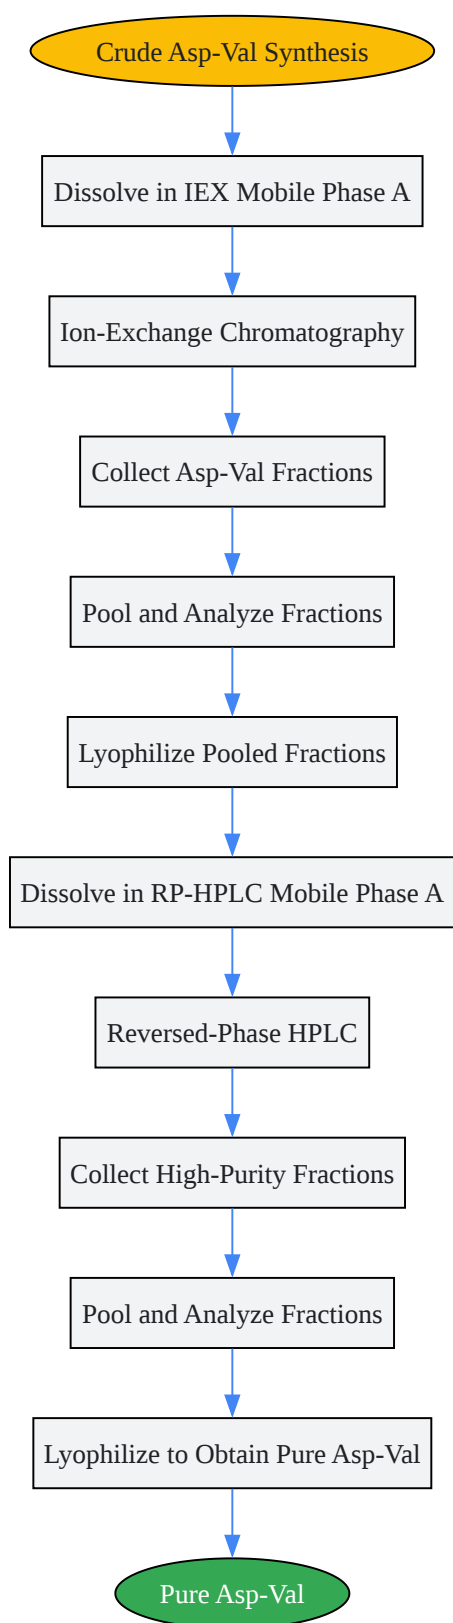 Crude Asp-Val Synthesis
Dissolve in IEX Mobile Phase A
Ion-Exchange Chromatography
Collect Asp-Val Fractions
Pool and Analyze Fractions
Lyophilize Pooled Fractions
Dissolve in RP-HPLC Mobile Phase A
Reversed-Phase HPLC
Collect High-Purity Fractions
Pool and Analyze Fractions
Lyophilize to Obtain Pure Asp-Val
Pure Asp-Val